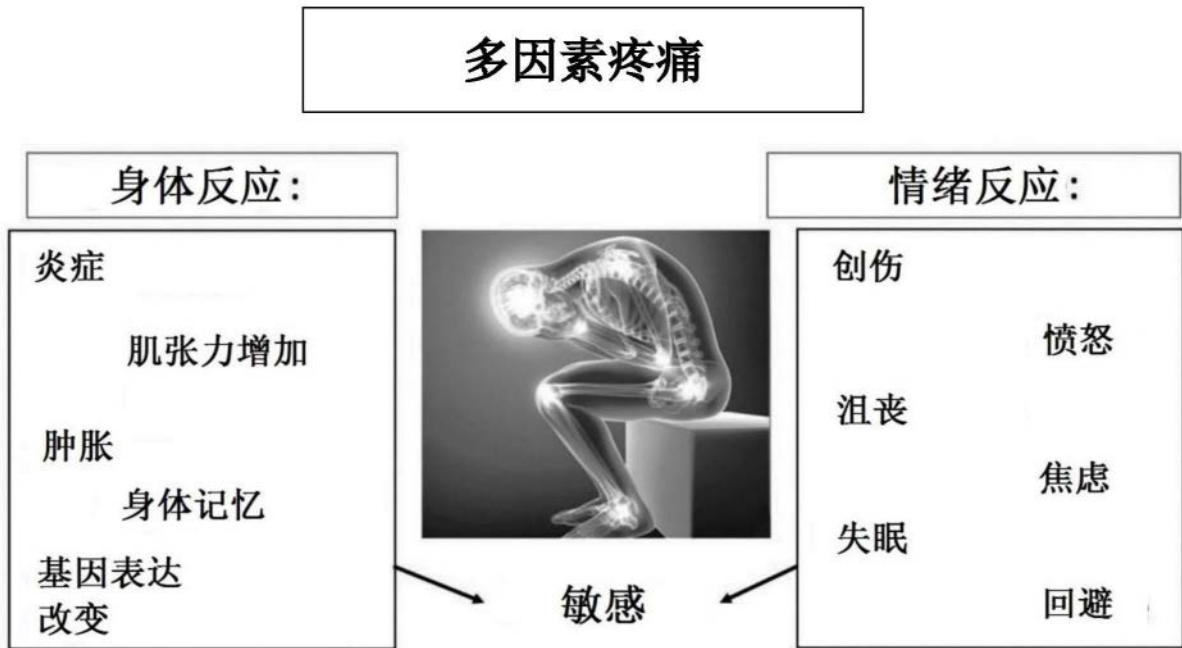 多因素疼痛
身体反应:
炎症
肌张力增加
肿胀
身体记忆
基因表达
改变
情绪反应:
创伤
愤怒
沮丧
焦虑
失眠
回避
敏感